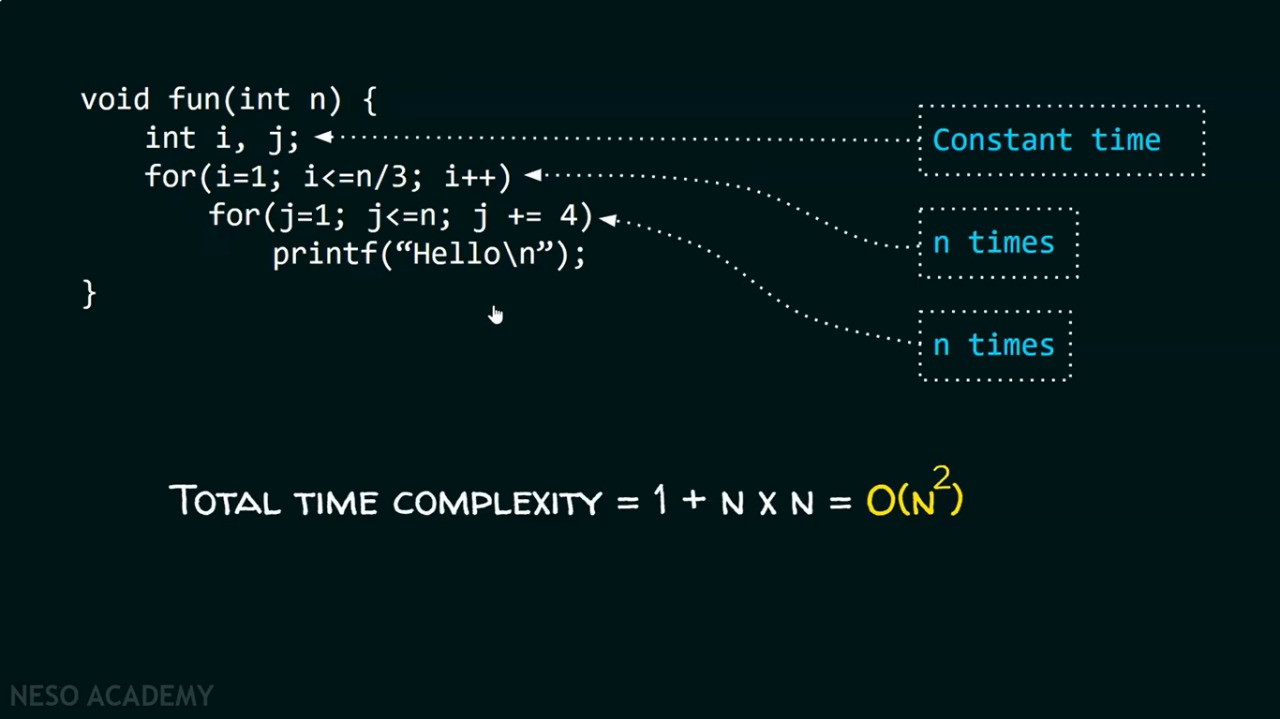 void fun(int n) {
int i, j;
for(i=1; i<=n/3; i++)
for(j=1; j<=n; j += 4)
printf(“Hello\n”);
}
Constant time
n times
n times
TOTAL TIME COMPLEXITY = 1 + N X N = O(N²)
NESO ACADEMY